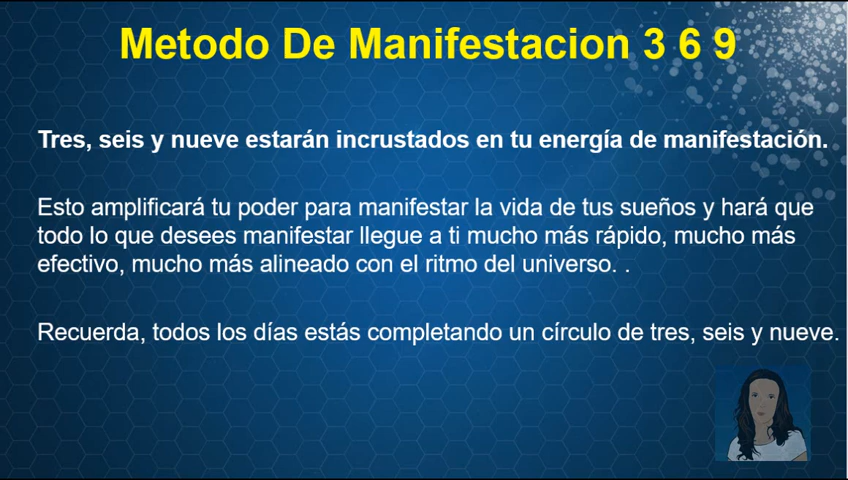 Metodo De Manifestacion 3 6 9
Tres, seis y nueve estarán incrustados en tu energía de manifestación.
Esto amplificará tu poder para manifestar la vida de tus sueños y hará que
todo lo que desees manifestar llegue a ti mucho más rápido, mucho más
efectivo, mucho más alineado con el ritmo del universo. .
Recuerda, todos los días estás completando un círculo de tres, seis y nueve.